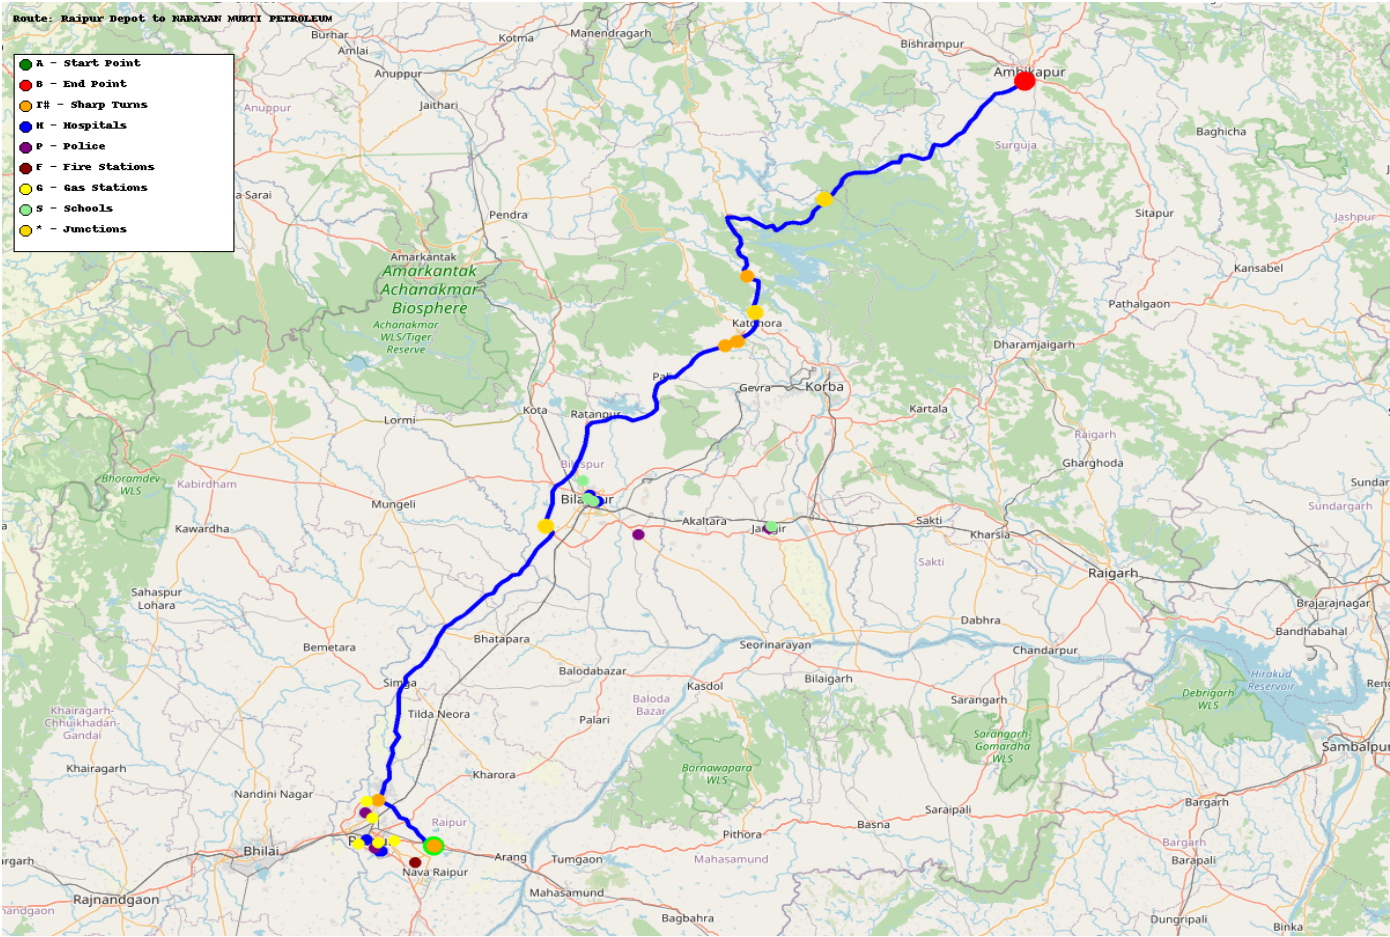 Route: Raipur Depot to NARAYAN MURTI PETROLEUM
A - Start Point
B - End Point
T# - Sharp Turns
H - Hospitals
P - Police
F - Fire Stations
G - Gas Stations
S - Schools
* - Junctions
Burhar
Amlai
Kotma
Manendragarh
Bishrampur
Ambikapur
Anuppur
Anuppur
Jaithari
Baghicha
Surguja
Pendra
Sitapur
Jashpur
Amarkantak
Amarkantak
Achanakmar
Biosphere
Achanakmar
WLS/Tiger
Reserve
Kansabel
Pathalgaon
Katghora
Dharamjaigarh
Gevra
Korba
Kota
Ratanpur
Lormi
Kartala
Raigarh
Bilaspur
Gharghoda
Bhoramdev
WLS
Kabirdham
Mungeli
Bilaspur
Sundargarh
Kawardha
Akaltara
Janjgir
Sakti
Kharsia
Sakti
Raigarh
Sahaspur
Lohara
Brajarajnagar
Bandhabahal
Bemetara
Bhatapara
Dabhra
Seorinarayan
Chandarpur
Balodabazar
Bilaigarh
Simga
Kasdol
Hirakud
Reservoir
Debrigarh
WLS
Sarangarh
Baloda
Bazar
Khairagarh-
Chhuikhadan-
Gandai
Tilda Neora
Palari
Sarangarh
Gomardha
WLS
Sambalpur
Khairagarh
Kharora
Barnawapara
WLS
Nandini Nagar
Saraipali
Bargarh
Raipur
Basna
Pithora
Bhilai
Arang
Tumgaon
Mahasamund
Bargarh
Barapali
Nava Raipur
Rajnandgaon
Mahasamund
Bagbahra
Dungripali
Binka